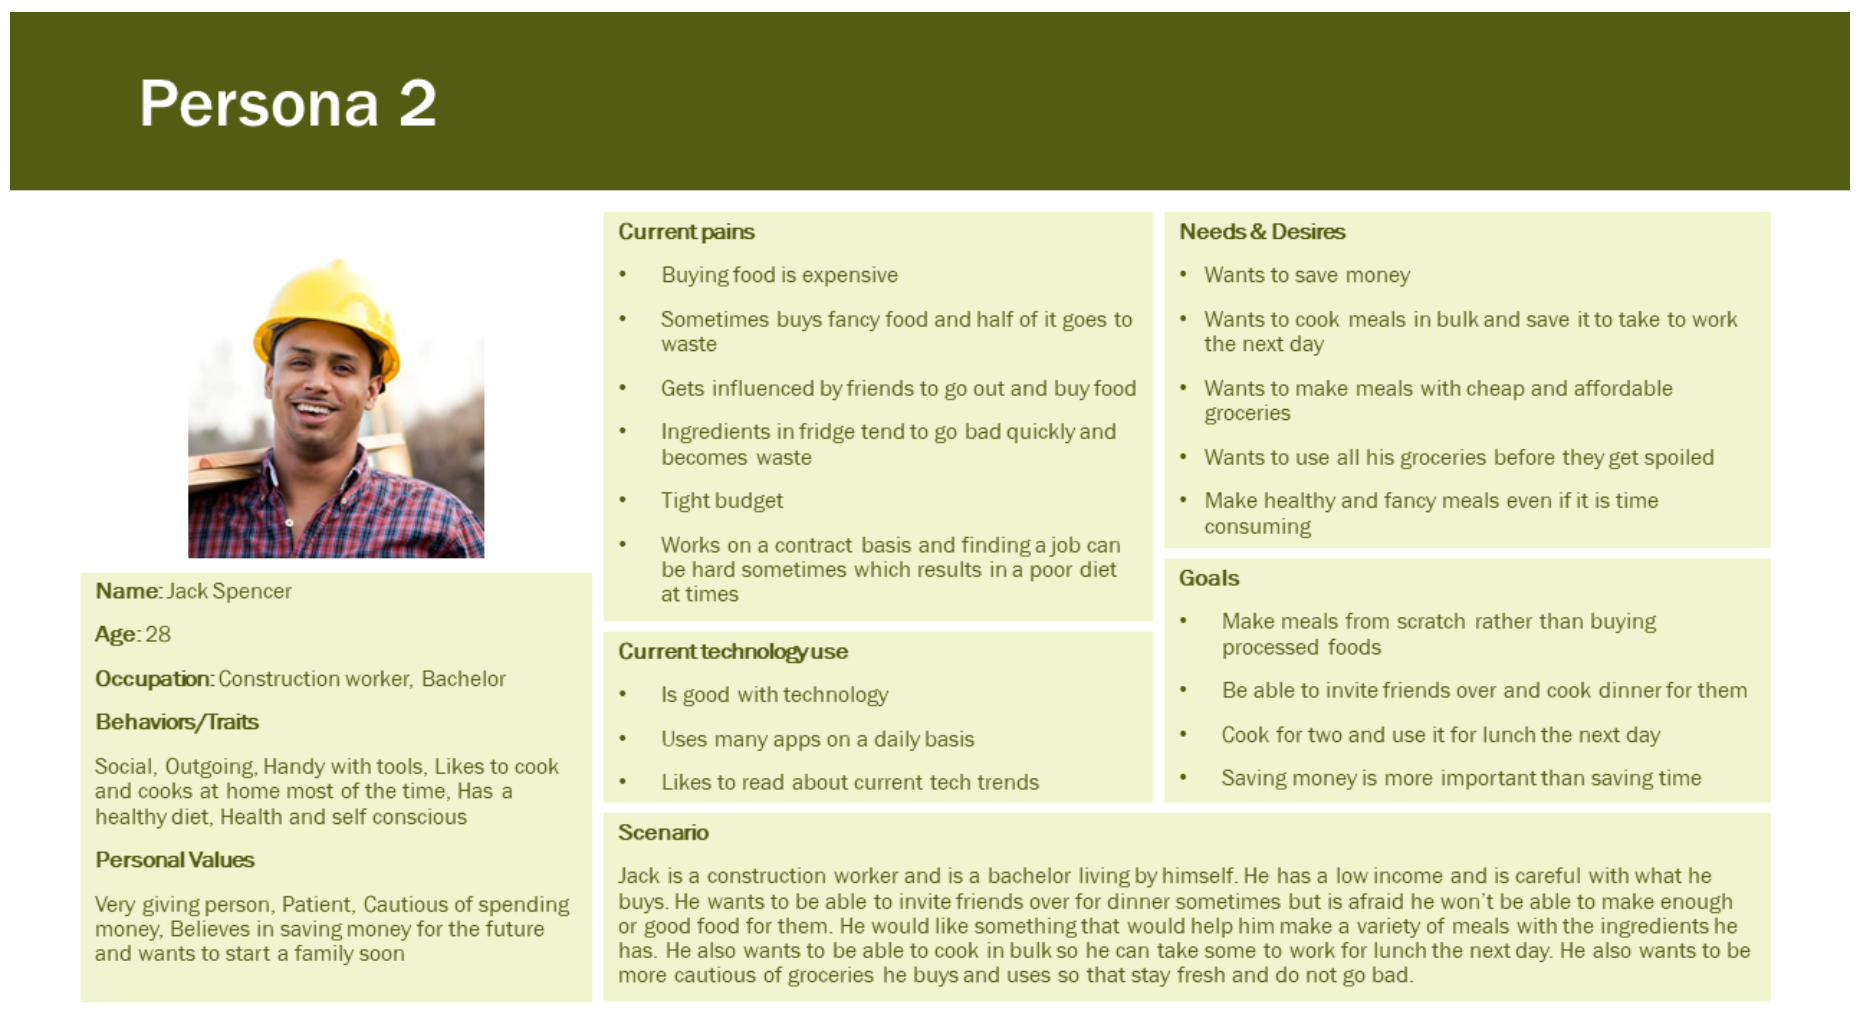 Persona 2
Name: Jack Spencer
Age: 28
Occupation: Construction worker, Bachelor
Behaviors/Traits
Social, Outgoing, Handy with tools, Likes to cook
and cooks at home most of the time, Has a
healthy diet, Health and self conscious
Personal Values
Very giving person, Patient, Cautious of spending
money, Believes in saving money for the future
and wants to start a family soon
Current pains
• Buying food is expensive
• Sometimes buys fancy food and half of it goes to
waste
• Gets influenced by friends to go out and buy food
• Ingredients in fridge tend to go bad quickly and
becomes waste
• Tight budget
• Works on a contract basis and finding a job can
be hard sometimes which results in a poor diet
at times
Current technology use
• Is good with technology
• Uses many apps on a daily basis
• Likes to read about current tech trends
Needs & Desires
• Wants to save money
• Wants to cook meals in bulk and save it to take to work
the next day
• Wants to make meals with cheap and affordable
groceries
• Wants to use all his groceries before they get spoiled
• Make healthy and fancy meals even if it is time
consuming
Goals
• Make meals from scratch rather than buying
processed foods
• Be able to invite friends over and cook dinner for them
• Cook for two and use it for lunch the next day
• Saving money is more important than saving time
Scenario
Jack is a construction worker and is a bachelor living by himself. He has a low income and is careful with what he
buys. He wants to be able to invite friends over for dinner sometimes but is afraid he won't be able to make enough
or good food for them. He would like something that would help him make a variety of meals with the ingredients he
has. He also wants to be able to cook in bulk so he can take some to work for lunch the next day. He also wants to be
more cautious of groceries he buys and uses so that stay fresh and do not go bad.